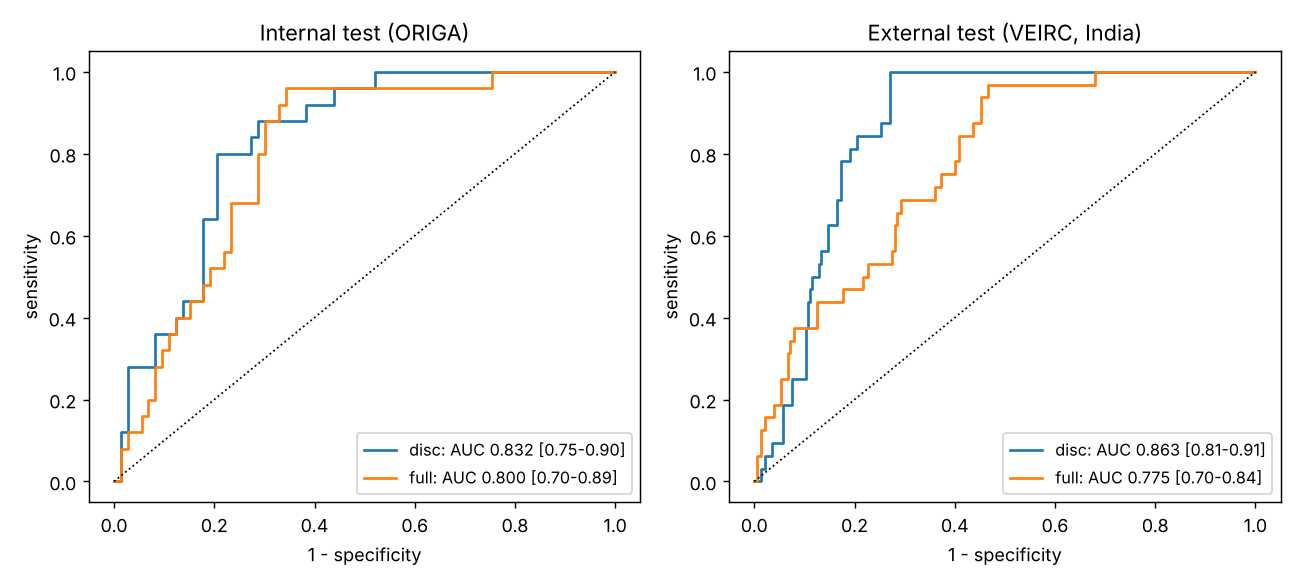 Internal test (ORIGA)
sensitivity
1.0
0.8
0.6
0.4
0.2
0.0
disc: AUC 0.832 [0.75-0.90]
full: AUC 0.800 [0.70-0.89]
0.0 0.2 0.4 0.6 0.8 1.0
1 - specificity
External test (VEIRC, India)
sensitivity
1.0
0.8
0.6
0.4
0.2
0.0
disc: AUC 0.863 [0.81-0.91]
full: AUC 0.775 [0.70-0.84]
0.0 0.2 0.4 0.6 0.8 1.0
1 - specificity